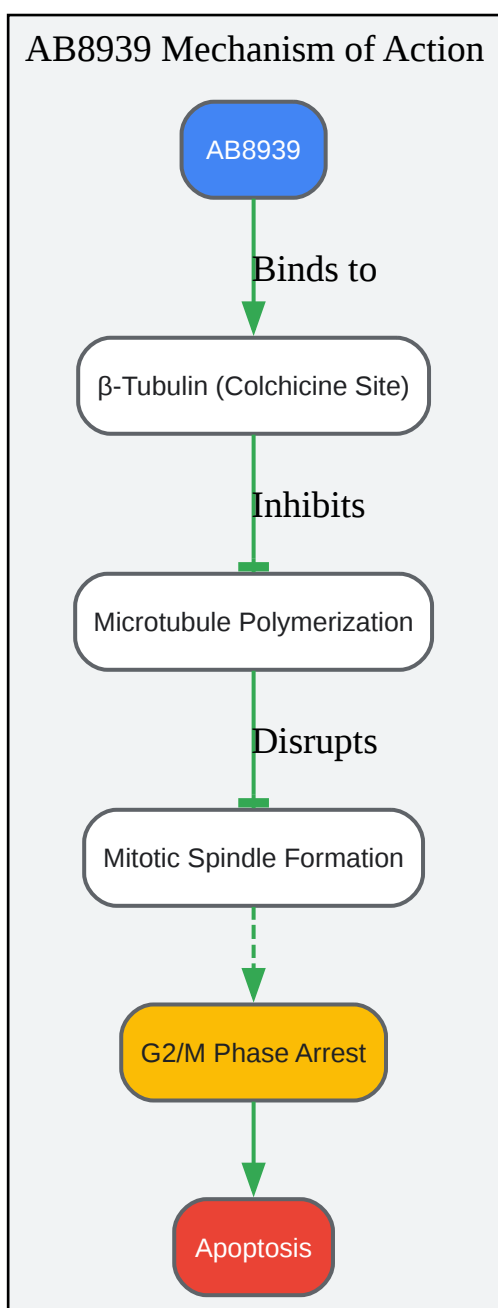 AB8939 Mechanism of Action
AB8939
Binds to
β-Tubulin (Colchicine Site)
Inhibits
Microtubule Polymerization
Disrupts
Mitotic Spindle Formation
G2/M Phase Arrest
Apoptosis